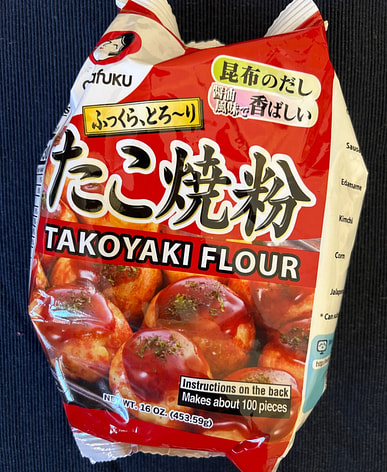 afuku
昆布のだし
醤油
風味で香ばしい
ふっくら、とろ〜り
たこ焼粉
TAKOYAKI FLOUR
Edamame
Kimchi
Corn
Instructions on the back
Makes about 100 pieces
NET WT. 16 OZ. (453.59g)